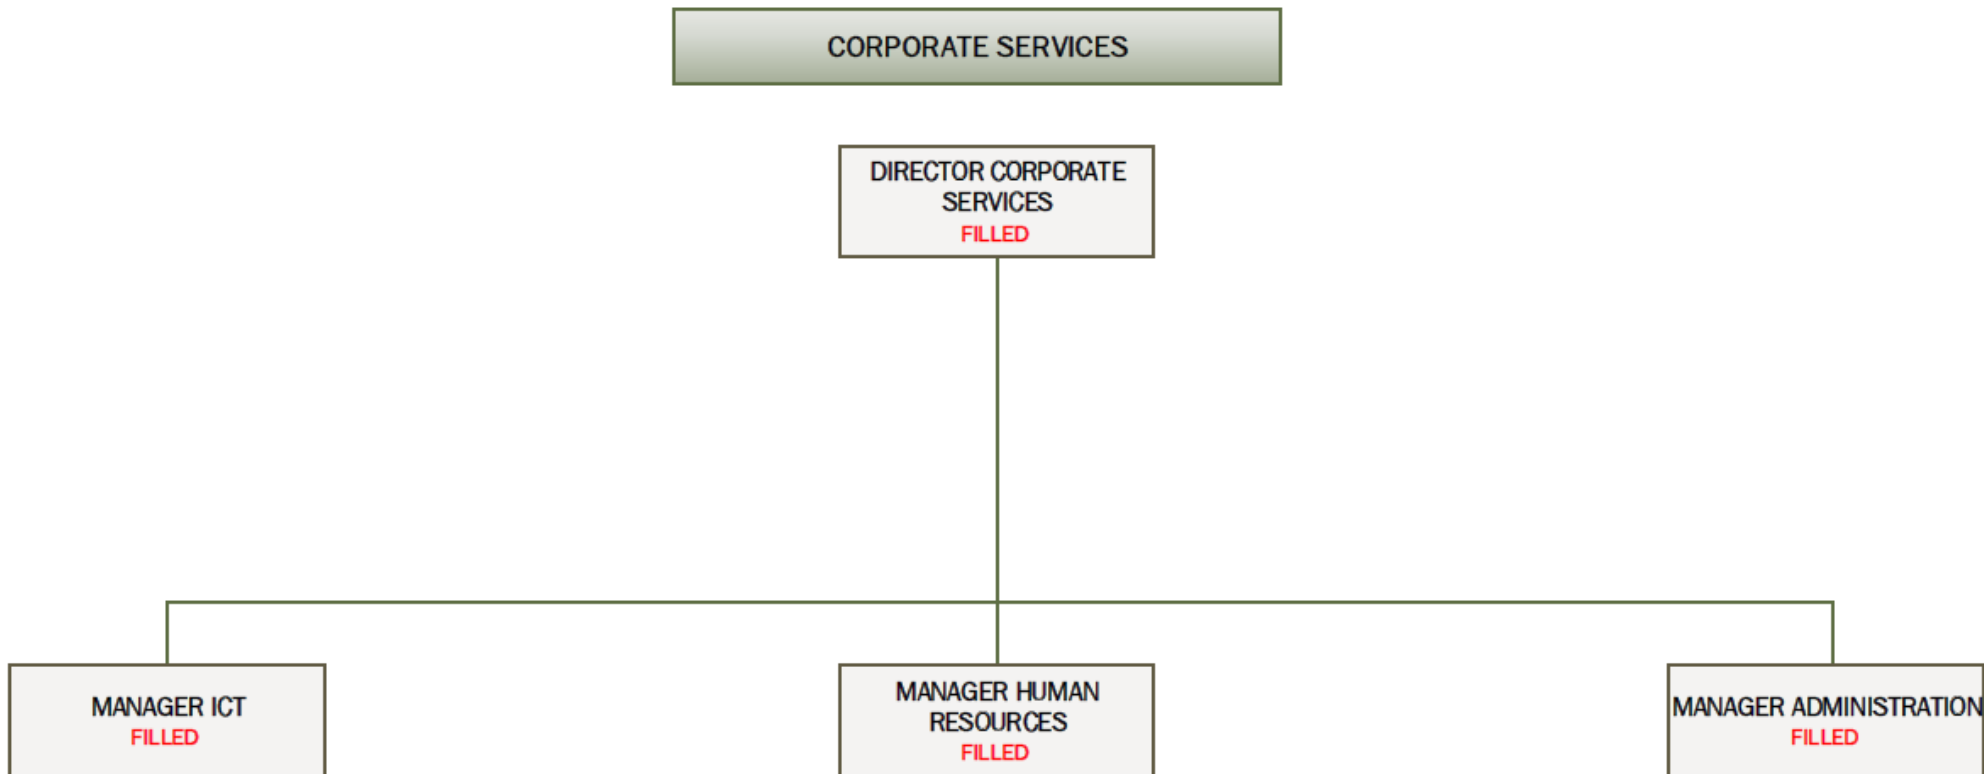 CORPORATE SERVICES
DIRECTOR CORPORATE
SERVICES
FILLED
MANAGER ICT
FILLED
MANAGER HUMAN
RESOURCES
FILLED
MANAGER ADMINISTRATION
FILLED